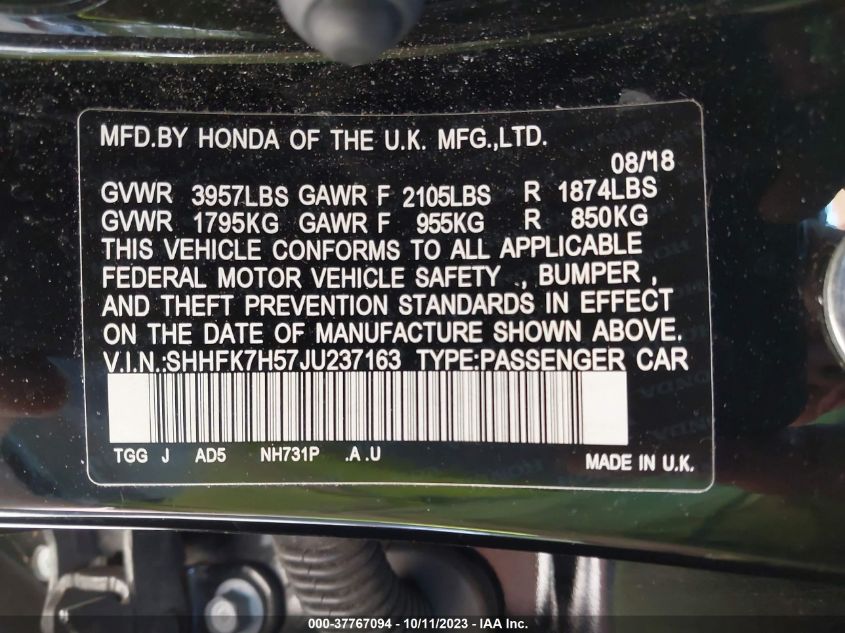 MFD.BY HONDA OF THE U.K. MFG.,LTD.
08/'18
GVWR 3957LBS GAWR F 2105LBS R 1874LBS
GVWR 1795KG GAWR F 955KG R 850KG
THIS VEHICLE CONFORMS TO ALL APPLICABLE
FEDERAL MOTOR VEHICLE SAFETY , BUMPER ,
AND THEFT PREVENTION STANDARDS IN EFFECT
ON THE DATE OF MANUFACTURE SHOWN ABOVE.
V.I.N.:SHHFK7H57JU237163 TYPE:PASSENGER CAR
TGG J AD5 NH731P .A .U
MADE IN U.K.
000-37767094 - 10/11/2023 - IAA Inc.